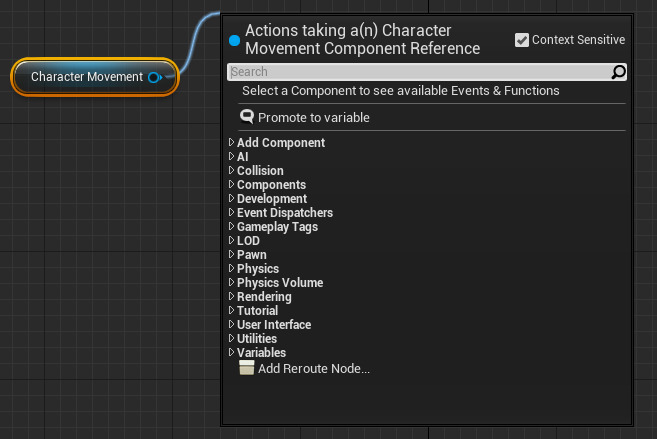 Character Movement
Actions taking a(n) Character
Movement Component Reference
Context Sensitive
Search
Select a Component to see available Events & Functions
Promote to variable
Add Component
AI
Collision
Components
Development
Event Dispatchers
Gameplay Tags
LOD
Pawn
Physics
Physics Volume
Rendering
Tutorial
User Interface
Utilities
Variables
Add Reroute Node...